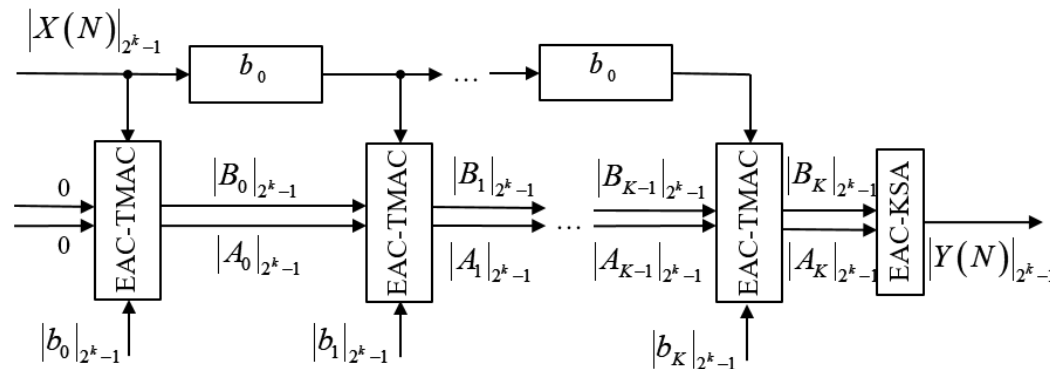 |X(N)|_{2^k-1}
b_0
...
b_0
EAC-TMAC
EAC-TMAC
EAC-TMAC
EAC-KSA
0
0
|B_0|_{2^k-1}
|B_1|_{2^k-1}
|B_{K-1}|_{2^k-1}
|B_K|_{2^k-1}
...
|A_0|_{2^k-1}
|A_1|_{2^k-1}
|A_{K-1}|_{2^k-1}
|A_K|_{2^k-1}
|Y(N)|_{2^k-1}
|b_0|_{2^k-1}
|b_1|_{2^k-1}
|b_K|_{2^k-1}